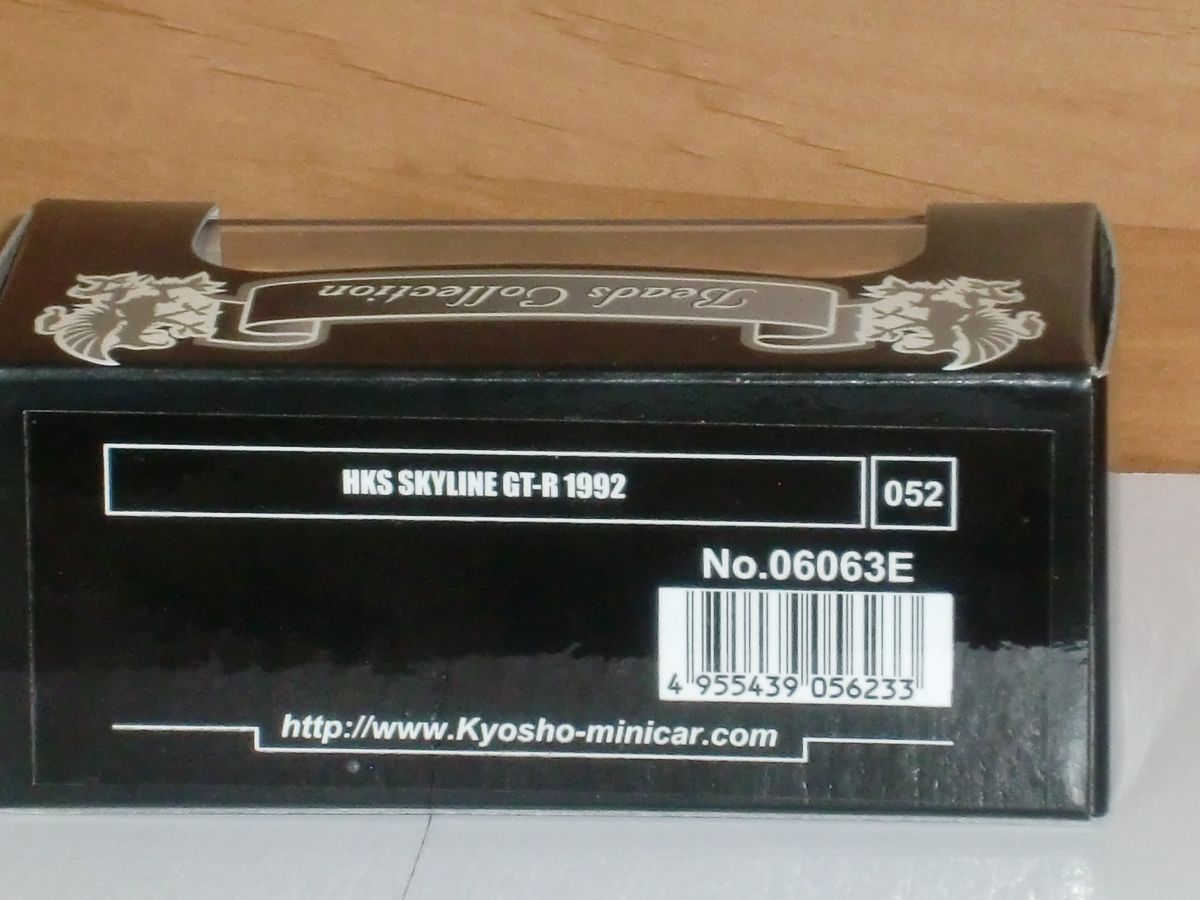 Beads Collection
HKS SKYLINE GT-R 1992
052
No.06063E
4 955439 056233
http://www.Kyosho-minicar.com